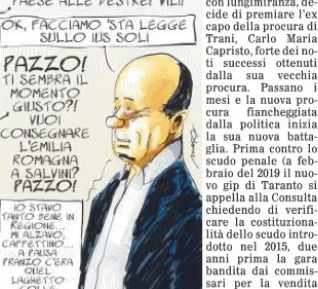 PAESE ALLE DESTRE! VILI!
OK, FACCIAMO 'STA LEGGE
SULLO IUS SOLI
PAZZO!
TI SEMBRA IL
MOMENTO
GIUSTO?!
VUOI
CONSEGNARE
L'EMILIA
ROMAGNA
A SALVINI?
PAZZO!
IO STAVO
TANTO BENE IN
REGIONE...
MI ALZAVO,
CAFFETTINO...
A PAUSA
PRANZO C'ERA
QUEL
LAGHETTO
con lungimiranza, de-
cide di premiare l'ex
capo della procura di
Trani, Carlo Maria
Capristo, forte dei no-
ti successi ottenuti
dalla sua vecchia
procura. Passano i
mesi e la nuova pro-
cura fiancheggiata
dalla politica inizia
la sua nuova batta-
glia. Prima contro lo
scudo penale (a feb-
braio del 2019 il nuo-
vo gip di Taranto si
appella alla Consulta
chiedendo di verifi-
care la costituziona-
lità dello scudo intro-
dotto nel 2015, due
anni prima la gara
bandita dai commis-
sari per la vendita